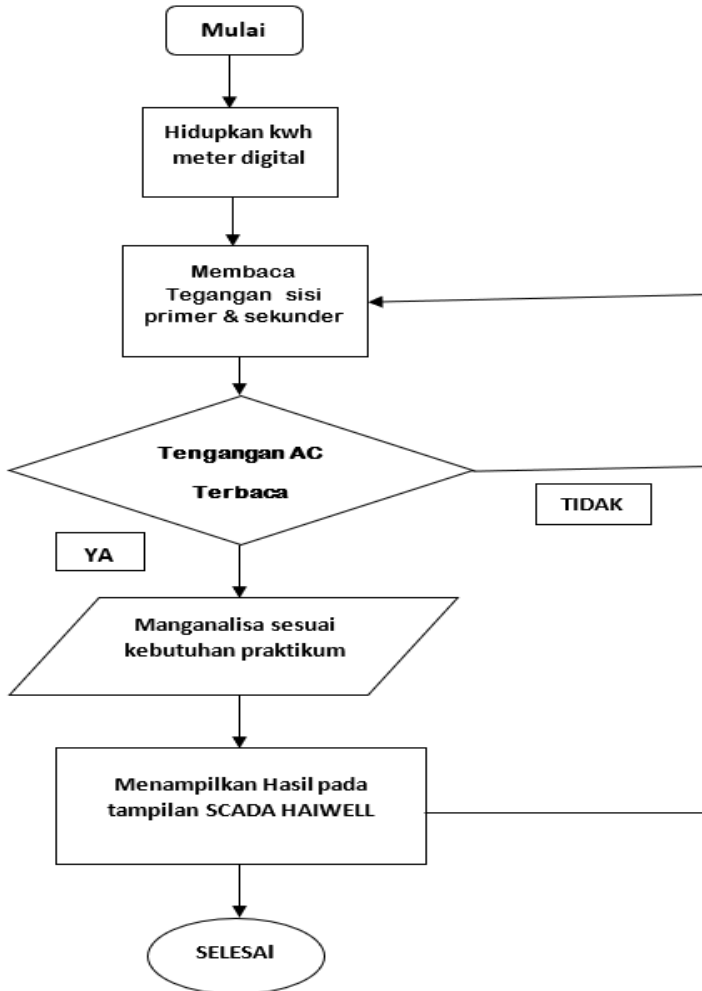 Mulai
Hidupkan kwh
meter digital
Membaca
Tegangan sisi
primer & sekunder
Tengangan AC
Terbaca
TIDAK
YA
Manganalisa sesuai
kebutuhan praktikum
Menampilkan Hasil pada
tampilan SCADA HAIWELL
SELESAI